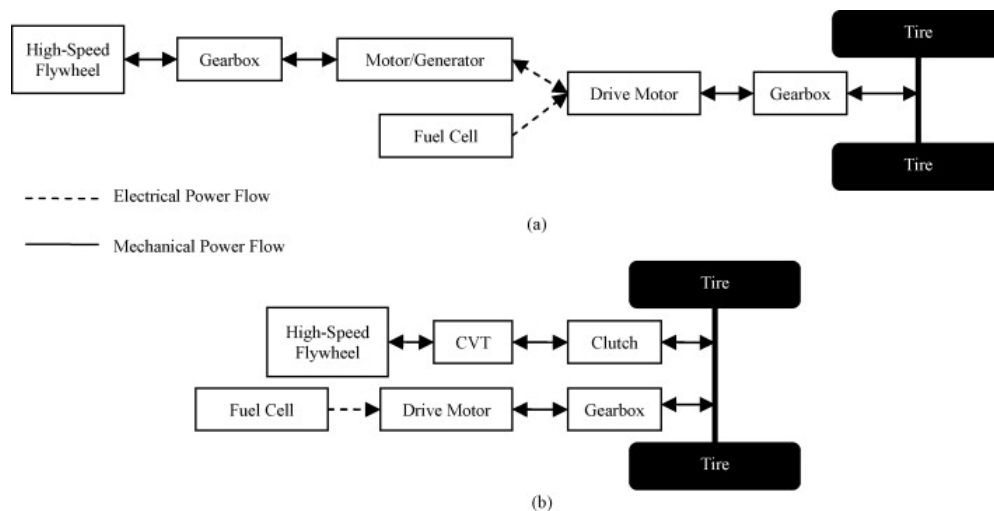 Tire
High-Speed
Flywheel
Gearbox
Motor/Generator
Drive Motor
Gearbox
Fuel Cell
Tire
Electrical Power Flow
(a)
Mechanical Power Flow
Tire
High-Speed
Flywheel
CVT
Clutch
Fuel Cell
Drive Motor
Gearbox
Tire
(b)